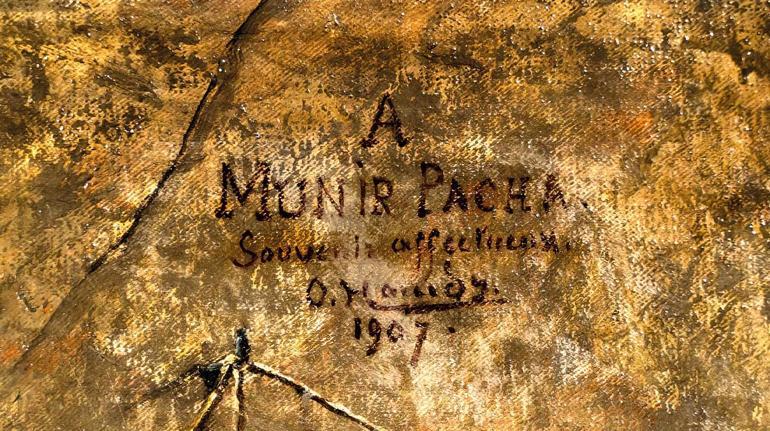 A
MUNIR PACHA.
Souvenir affectueux.
O. Hamdy.
1907.